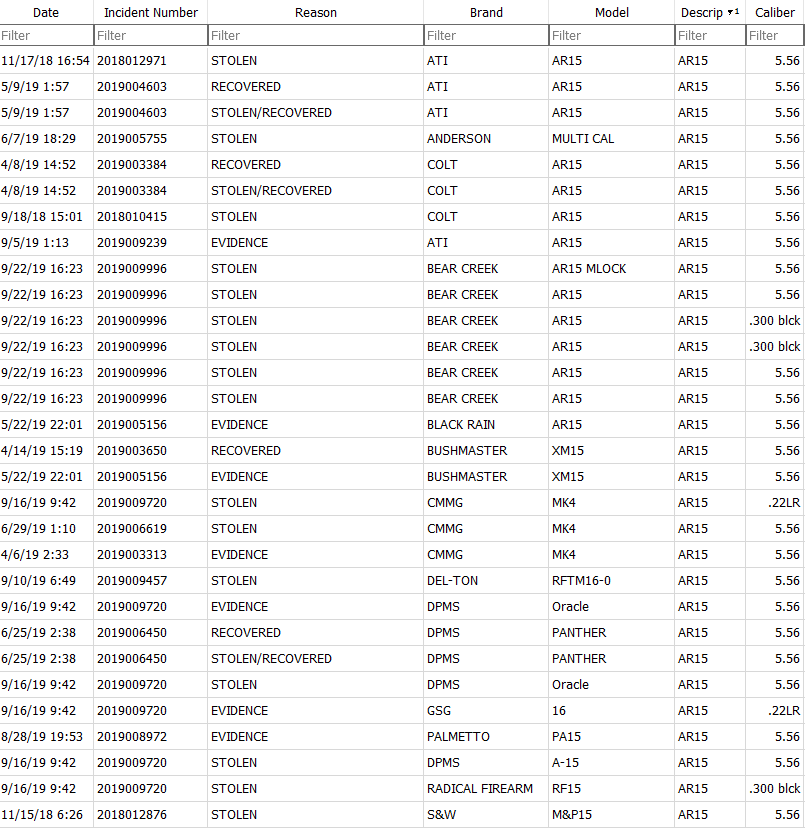 Date Incident Number Reason Brand Model Descrip ▼1 Caliber
Filter Filter Filter Filter Filter Filter Filter
11/17/18 16:54 2018012971 STOLEN ATI AR15 AR15 5.56
5/9/19 1:57 2019004603 RECOVERED ATI AR15 AR15 5.56
5/9/19 1:57 2019004603 STOLEN/RECOVERED ATI AR15 AR15 5.56
6/7/19 18:29 2019005755 STOLEN ANDERSON MULTI CAL AR15 5.56
4/8/19 14:52 2019003384 RECOVERED COLT AR15 AR15 5.56
4/8/19 14:52 2019003384 STOLEN/RECOVERED COLT AR15 AR15 5.56
9/18/18 15:01 2018010415 STOLEN COLT AR15 AR15 5.56
9/5/19 1:13 2019009239 EVIDENCE ATI AR15 AR15 5.56
9/22/19 16:23 2019009996 STOLEN BEAR CREEK AR15 MLOCK AR15 5.56
9/22/19 16:23 2019009996 STOLEN BEAR CREEK AR15 AR15 5.56
9/22/19 16:23 2019009996 STOLEN BEAR CREEK AR15 AR15 .300 blck
9/22/19 16:23 2019009996 STOLEN BEAR CREEK AR15 AR15 .300 blck
9/22/19 16:23 2019009996 STOLEN BEAR CREEK AR15 AR15 5.56
9/22/19 16:23 2019009996 STOLEN BEAR CREEK AR15 AR15 5.56
5/22/19 22:01 2019005156 EVIDENCE BLACK RAIN AR15 AR15 5.56
4/14/19 15:19 2019003650 RECOVERED BUSHMASTER XM15 AR15 5.56
5/22/19 22:01 2019005156 EVIDENCE BUSHMASTER XM15 AR15 5.56
9/16/19 9:42 2019009720 STOLEN CMMG MK4 AR15 .22LR
6/29/19 1:10 2019006619 STOLEN CMMG MK4 AR15 5.56
4/6/19 2:33 2019003313 EVIDENCE CMMG MK4 AR15 5.56
9/10/19 6:49 2019009457 STOLEN DEL-TON RFTM16-0 AR15 5.56
9/16/19 9:42 2019009720 EVIDENCE DPMS Oracle AR15 5.56
6/25/19 2:38 2019006450 RECOVERED DPMS PANTHER AR15 5.56
6/25/19 2:38 2019006450 STOLEN/RECOVERED DPMS PANTHER AR15 5.56
9/16/19 9:42 2019009720 STOLEN DPMS Oracle AR15 5.56
9/16/19 9:42 2019009720 EVIDENCE GSG 16 AR15 .22LR
8/28/19 19:53 2019008972 EVIDENCE PALMETTO PA15 AR15 5.56
9/16/19 9:42 2019009720 STOLEN DPMS A-15 AR15 5.56
9/16/19 9:42 2019009720 STOLEN RADICAL FIREARM RF15 AR15 .300 blck
11/15/18 6:26 2018012876 STOLEN S&W M&P15 AR15 5.56